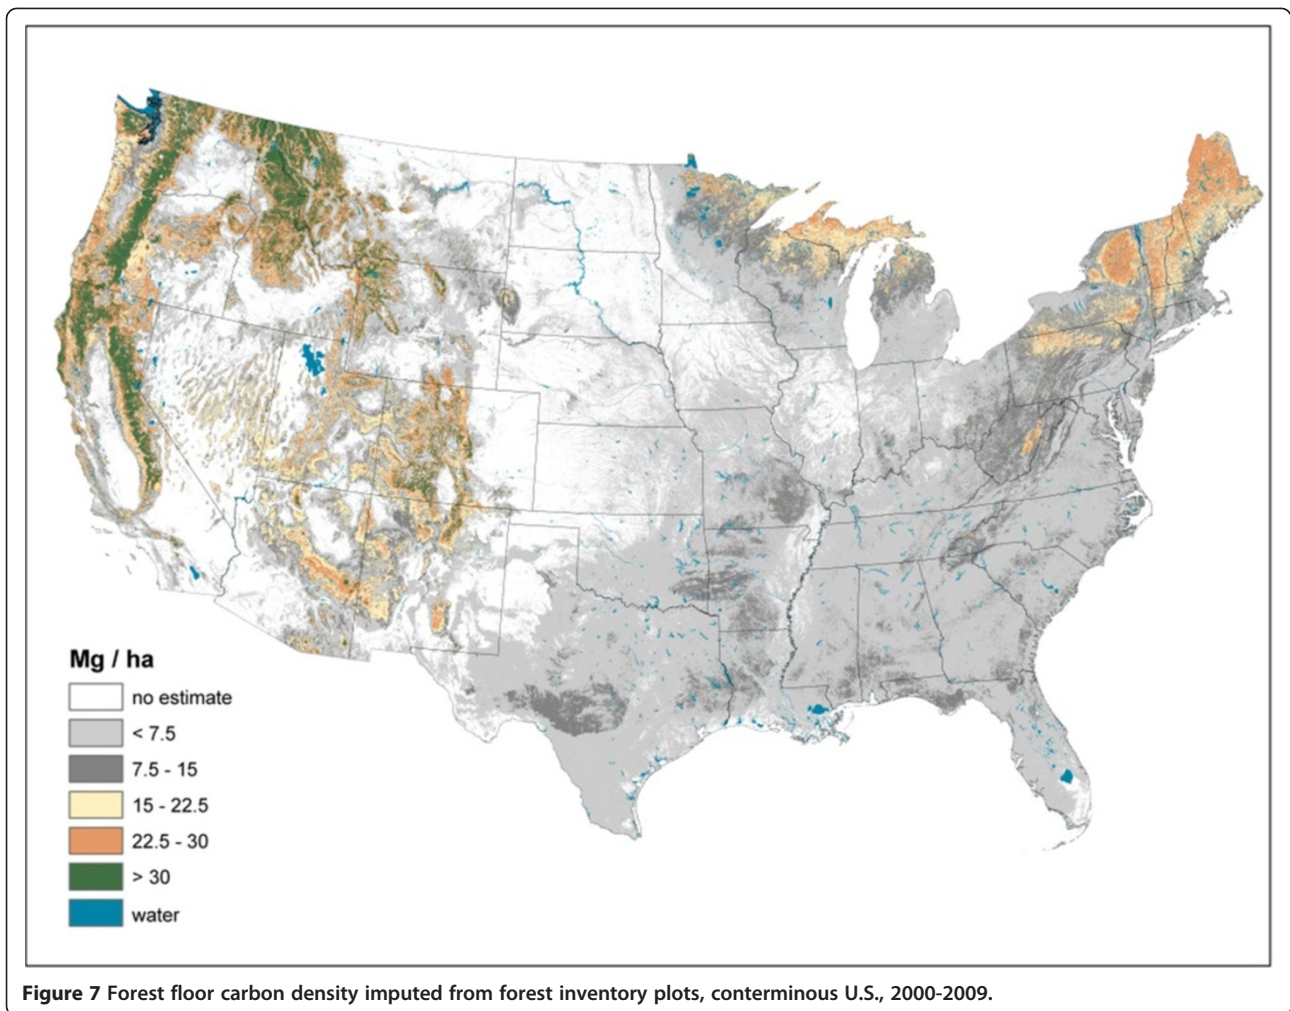 Mg / ha
no estimate
< 7.5
7.5 - 15
15 - 22.5
22.5 - 30
> 30
water
Figure 7 Forest floor carbon density imputed from forest inventory plots, conterminous U.S., 2000-2009.